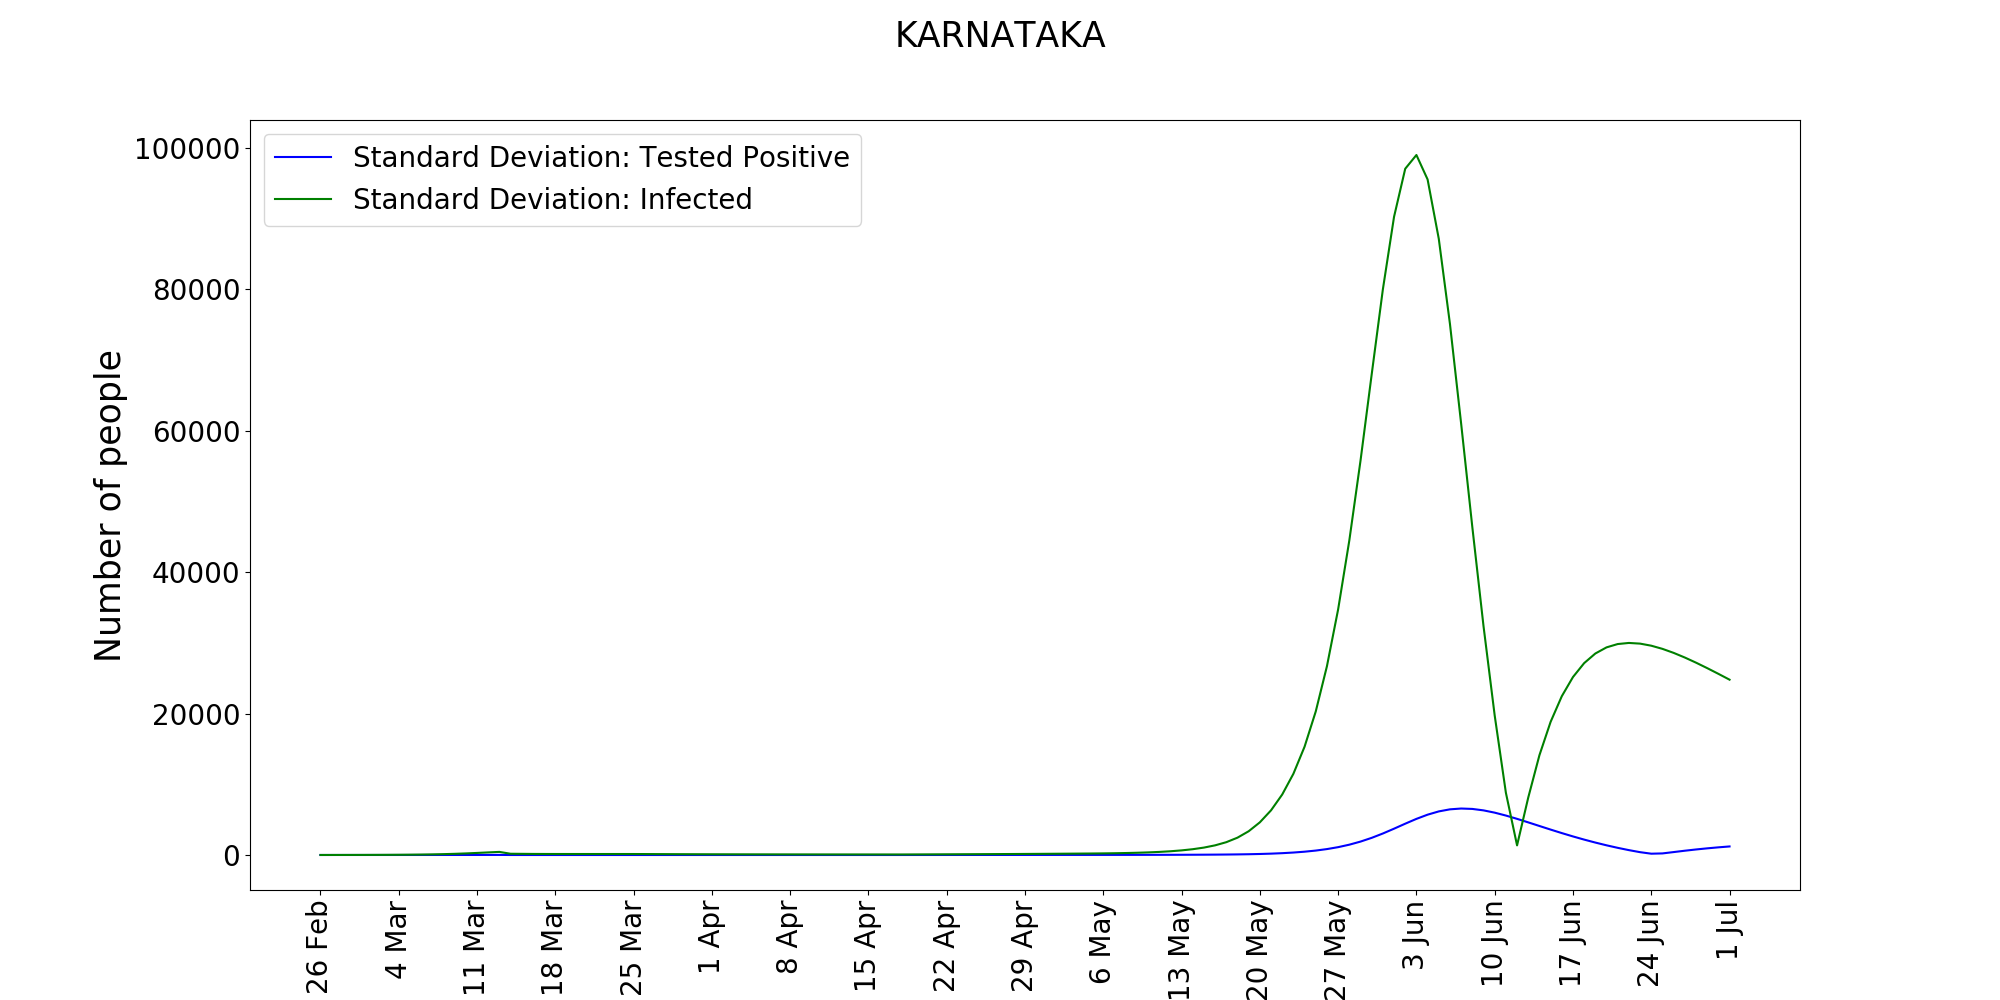 KARNATAKA
100000
80000
60000
40000
20000
0
Number of people
Standard Deviation: Tested Positive
Standard Deviation: Infected
26 Feb
4 Mar
11 Mar
18 Mar
25 Mar
1 Apr
8 Apr
15 Apr
22 Apr
29 Apr
6 May
13 May
20 May
27 May
3 Jun
10 Jun
17 Jun
24 Jun
1 Jul